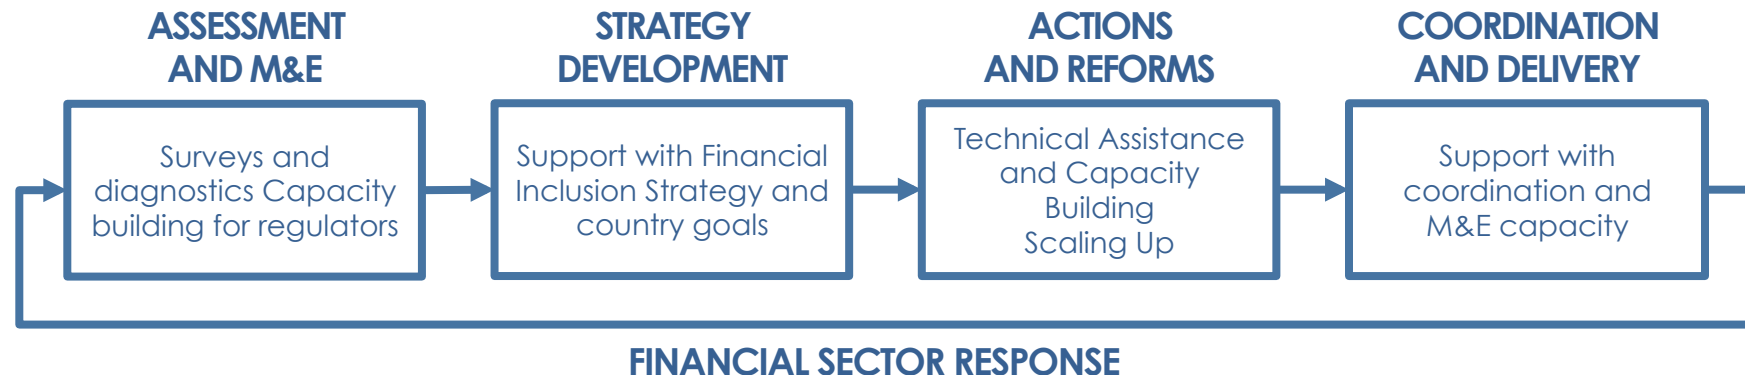 ASSESSMENT
AND M&E
Surveys and
diagnostics Capacity
building for regulators
STRATEGY
DEVELOPMENT
Support with Financial
Inclusion Strategy and
country goals
ACTIONS
AND REFORMS
Technical Assistance
and Capacity
Building
Scaling Up
COORDINATION
AND DELIVERY
Support with
coordination and
M&E capacity
FINANCIAL SECTOR RESPONSE